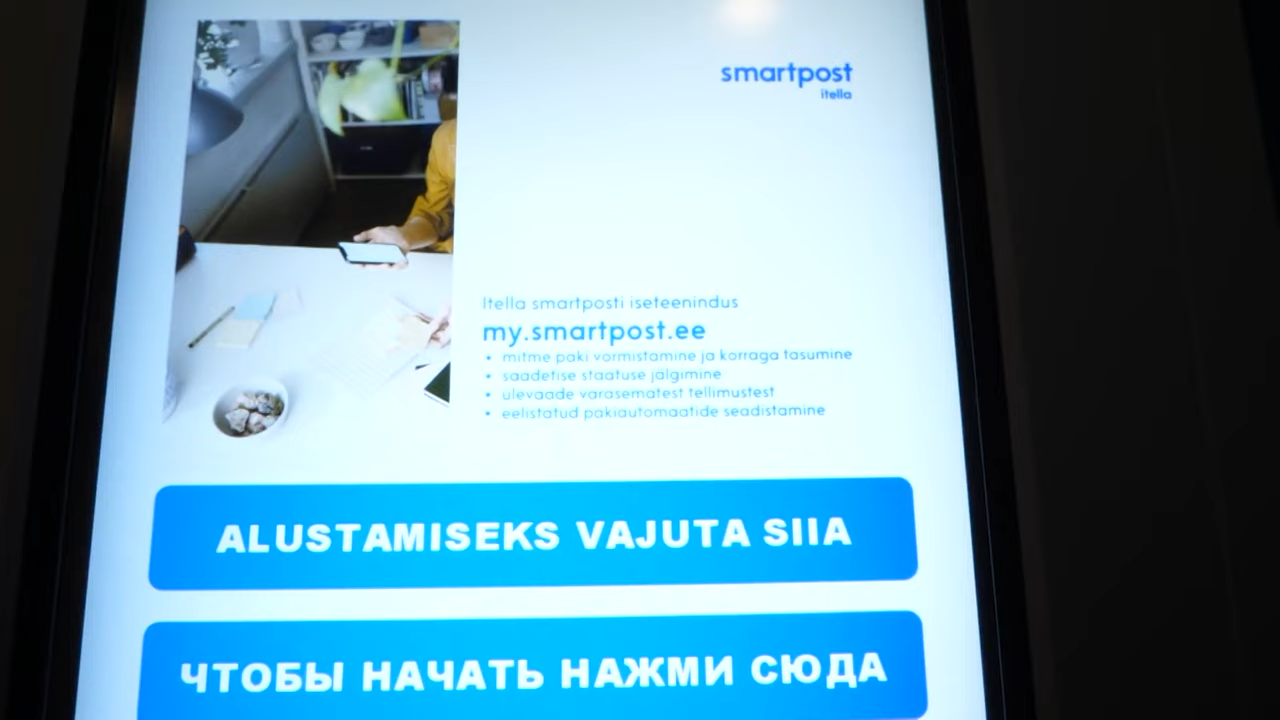 smartpost
itella
Itella smartposti iseteenindus
my.smartpost.ee
• mitme paki vormistamine ja korraga tasumine
• saadetise staatuse jälgimine
• ülevaade varasematest tellimustest
• eelistatud pakiautomaatide seadistamine
ALUSTAMISEKS VAJUTA SIIA
ЧТОБЫ НАЧАТЬ НАЖМИ СЮДА